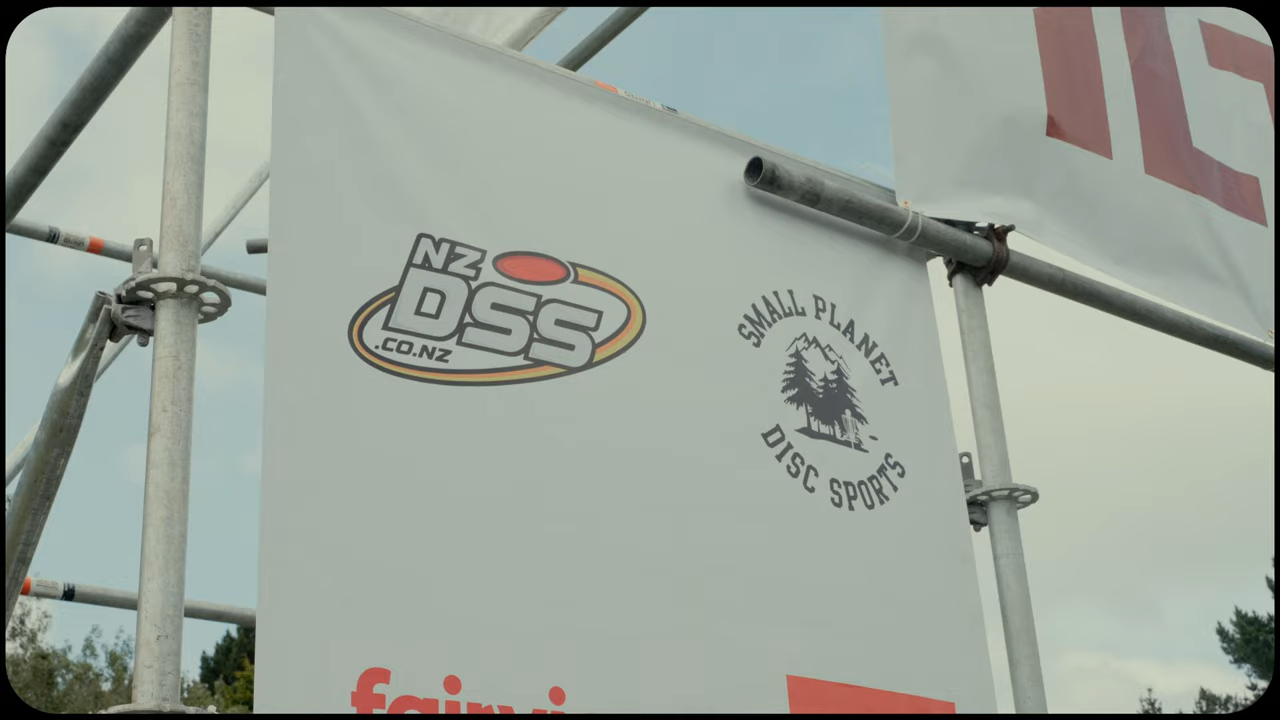 NZ
DSS
.CO.NZ
SMALL PLANET
DISC SPORTS